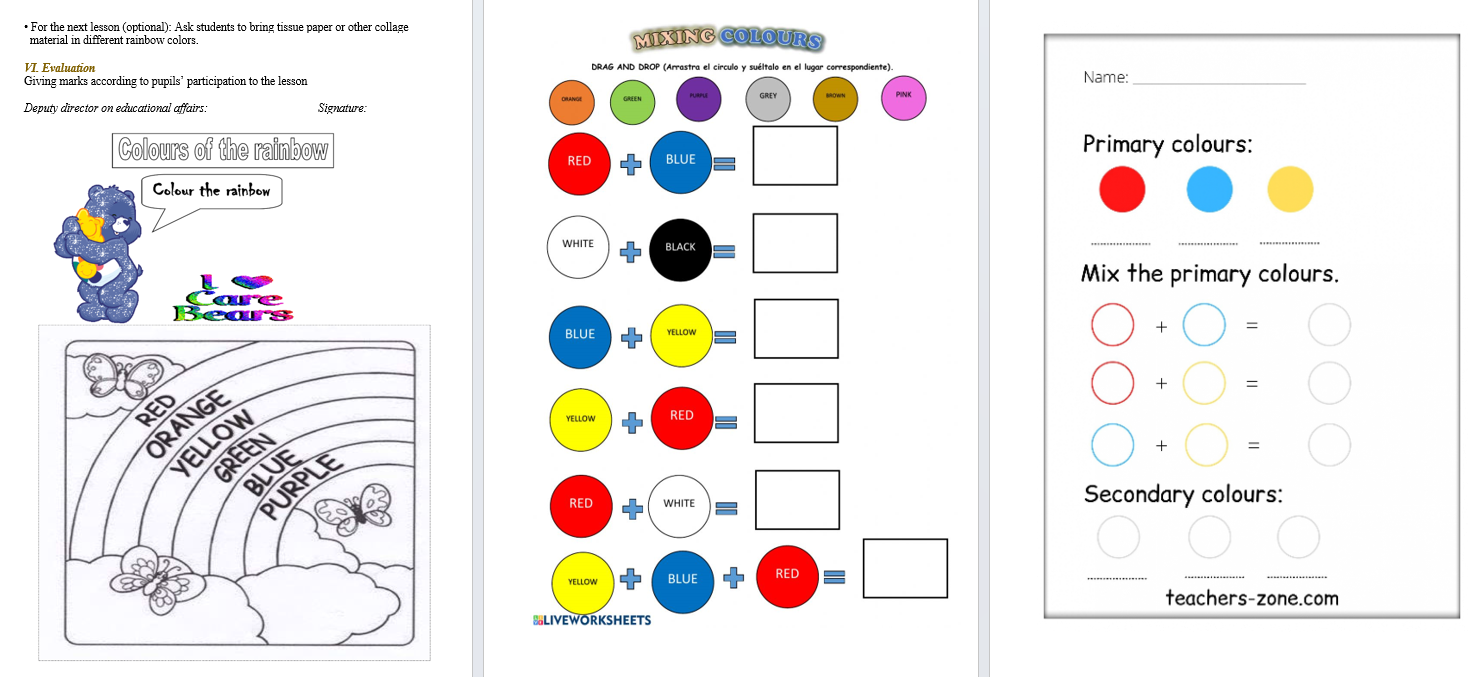 • For the next lesson (optional): Ask students to bring tissue paper or other collage
material in different rainbow colors.
VI. Evaluation
Giving marks according to pupils’ participation to the lesson
Deputy director on educational affairs: Signature:
Colours of the rainbow
Colour the rainbow
I
Care
Bears
RED
ORANGE
YELLOW
GREEN
BLUE
PURPLE
MIXING COLOURS
DRAG AND DROP (Arrastra el circulo y suéltalo en el lugar correspondiente).
ORANGE GREEN PURPLE GREY BROWN PINK
RED + BLUE =
WHITE + BLACK =
BLUE + YELLOW =
YELLOW + RED =
RED + WHITE =
YELLOW + BLUE + RED =
LIVEWORKSHEETS
Name:
Primary colours:
Mix the primary colours.
+ =
+ =
+ =
Secondary colours:
teachers-zone.com